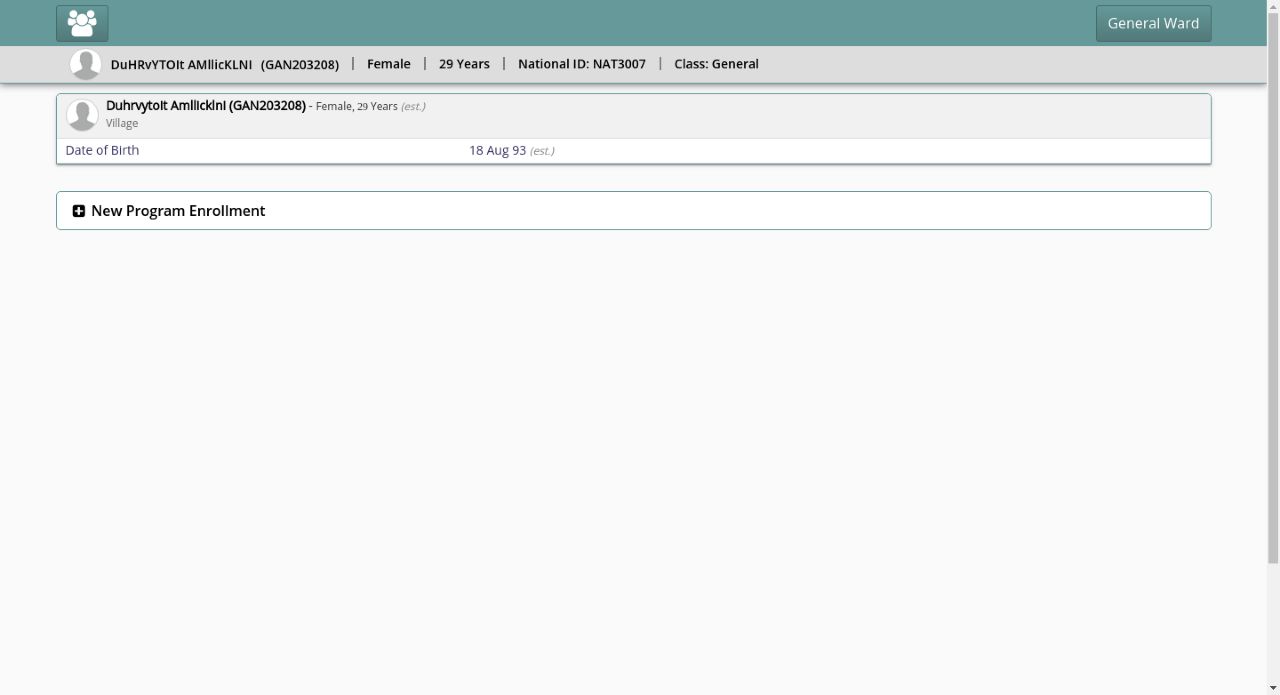 General Ward
DuHRvYTOIt AMllicKLNI (GAN203208) | Female | 29 Years | National ID: NAT3007 | Class: General
Duhrvytoit Amllicklni (GAN203208) - Female, 29 Years (est.)
Village
Date of Birth 18 Aug 93 (est.)
New Program Enrollment